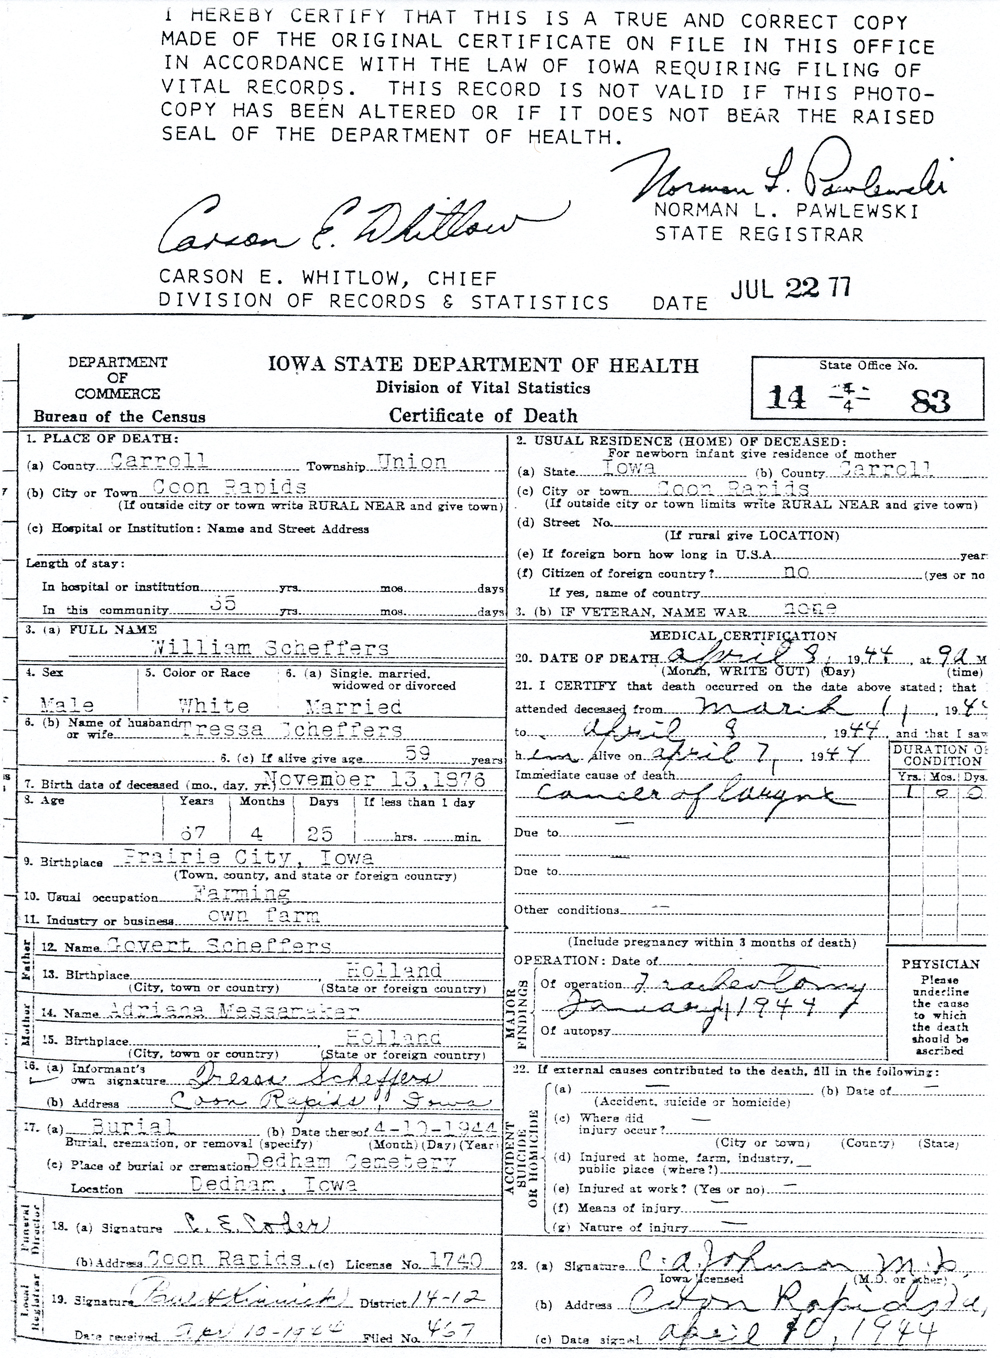 I HEREBY CERTIFY THAT THIS IS A TRUE AND CORRECT COPY
MADE OF THE ORIGINAL CERTIFICATE ON FILE IN THIS OFFICE
IN ACCORDANCE WITH THE LAW OF IOWA REQUIRING FILING OF
VITAL RECORDS. THIS RECORD IS NOT VALID IF THIS PHOTO-
COPY HAS BEEN ALTERED OR IF IT DOES NOT BEAR THE RAISED
SEAL OF THE DEPARTMENT OF HEALTH.
Norman L. Pawlewski
NORMAN L. PAWLEWSKI
STATE REGISTRAR
Carson E. Whitlow
CARSON E. WHITLOW, CHIEF
DIVISION OF RECORDS & STATISTICS
DATE JUL 22 77
DEPARTMENT
OF
COMMERCE
Bureau of the Census
IOWA STATE DEPARTMENT OF HEALTH
Division of Vital Statistics
Certificate of Death
State Office No.
14 83
1. PLACE OF DEATH:
(a) County Carroll Township Union
(b) City or Town Coon Rapids
(If outside city or town write RURAL NEAR and give town)
(c) Hospital or Institution: Name and Street Address
Length of stay:
In hospital or institution yrs. mos. days
In this community 35 yrs. mos. days
2. USUAL RESIDENCE (HOME) OF DECEASED:
For newborn infant give residence of mother
(a) State Iowa (b) County Carroll
(c) City or town Coon Rapids
(If outside city or town limits write RURAL NEAR and give town)
(d) Street No.
(If rural give LOCATION)
(e) If foreign born how long in U.S.A. year
(f) Citizen of foreign country? no (yes or no
If yes, name of country
3. (b) IF VETERAN, NAME WAR none
3. (a) FULL NAME
William Scheffers
4. Sex 5. Color or Race 6. (a) Single, married,
widowed or divorced
Male White Married
6. (b) Name of husband Tressa Scheffers
or wife
6. (c) If alive give age 59 years
7. Birth date of deceased (mo., day, yr.) November 13, 1876
8. Age Years Months Days If less than 1 day
67 4 25 hrs. min.
9. Birthplace Prairie City, Iowa
(Town, county, and state or foreign country)
10. Usual occupation Farming
11. Industry or business own farm
Father
12. Name Govert Scheffers
13. Birthplace Holland
(City, town or county) (State or foreign country)
Mother
14. Name Adriana Messamaker
15. Birthplace Holland
(City, town or country) (State or foreign country)
16. (a) Informant's
own signature Tressa Scheffers
(b) Address Coon Rapids, Iowa
17. (a) Burial (b) Date thereof 4-10-1944
Burial, cremation, or removal (specify) (Month) (Day) (Year
(c) Place of burial or cremation Dedham Cemetery
Location Dedham, Iowa
Funeral Director
18. (a) Signature C. E. Coder
(b) Address Coon Rapids (c) License No. 1740
Local Registrar
19. Signature District 14-12
Date received Apr 10-1944 Filed No. 467
MEDICAL CERTIFICATION
20. DATE OF DEATH April 8, 1944, at 9a M
(Month, WRITE OUT) (Day) (time)
21. I CERTIFY that death occurred on the date above stated; that I
attended deceased from March 1, 194
to April 8 1944, and that I saw
him alive on April 7, 1944
DURATION OF
CONDITION
Yrs. Mos. Dys.
Immediate cause of death
Cancer of larynx 1 0 0
Due to
Due to
Other conditions
(Include pregnancy within 3 months of death)
OPERATION: Date of
MAJOR FINDINGS
Of operation Tracheotomy
January, 1944
Of autopsy
PHYSICIAN
Please
underline
the cause
to which
the death
should be
ascribed
22. If external causes contributed to the death, fill in the following:
ACCIDENT SUICIDE OR HOMICIDE
(a) (b) Date of
(Accident, suicide or homicide)
(c) Where did
injury occur?
(City or town) (County) (State)
(d) Injured at home, farm, industry,
public place (where?)
(e) Injured at work? (Yes or no)
(f) Means of injury
(g) Nature of injury
23. (a) Signature C. A. Johnson M.D.
Iowa licensed (M.D. or other)
(b) Address Coon Rapids Ia,
(c) Date signed April 10, 1944